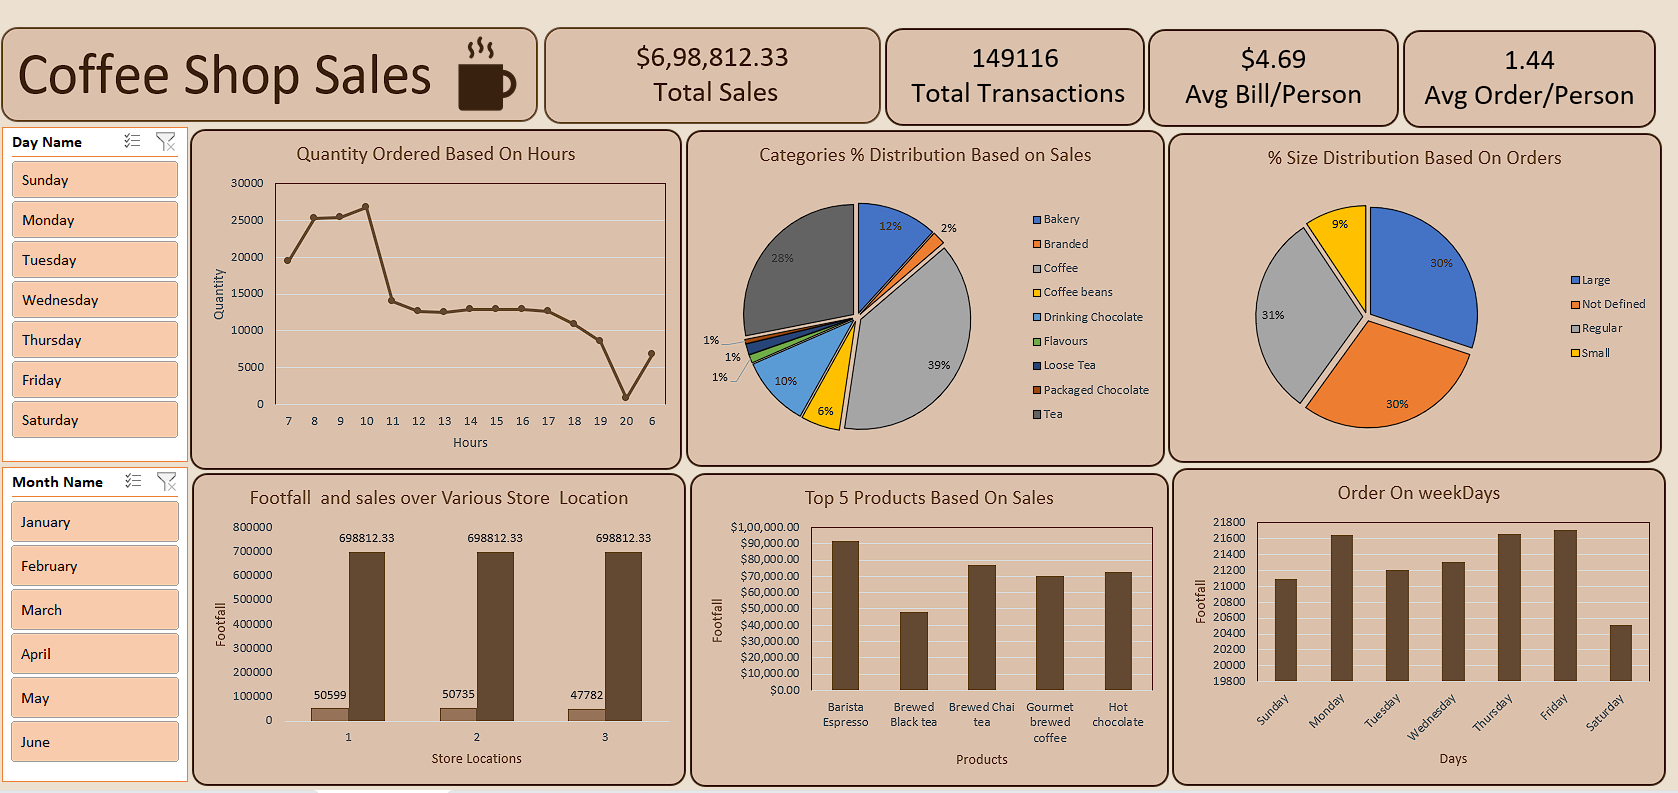 Coffee Shop Sales
$6,98,812.33
Total Sales
149116
Total Transactions
$4.69
Avg Bill/Person
1.44
Avg Order/Person
Day Name
Sunday
Monday
Tuesday
Wednesday
Thursday
Friday
Saturday
Month Name
January
February
March
April
May
June
Quantity Ordered Based On Hours
Quantity
30000
25000
20000
15000
10000
5000
0
7 8 9 10 11 12 13 14 15 16 17 18 19 20 6
Hours
Categories % Distribution Based on Sales
12%
2%
39%
6%
10%
1%
1%
1%
28%
Bakery
Branded
Coffee
Coffee beans
Drinking Chocolate
Flavours
Loose Tea
Packaged Chocolate
Tea
% Size Distribution Based On Orders
9%
30%
31%
30%
Large
Not Defined
Regular
Small
Footfall and sales over Various Store Location
Footfall
800000
700000
600000
500000
400000
300000
200000
100000
0
698812.33 698812.33 698812.33
50599 50735 47782
1 2 3
Store Locations
Top 5 Products Based On Sales
Footfall
$1,00,000.00
$90,000.00
$80,000.00
$70,000.00
$60,000.00
$50,000.00
$40,000.00
$30,000.00
$20,000.00
$10,000.00
$0.00
Barista
Espresso
Brewed
Black tea
Brewed Chai
tea
Gourmet
brewed
coffee
Hot
chocolate
Products
Order On weekDays
Footfall
21800
21600
21400
21200
21000
20800
20600
20400
20200
20000
19800
Sunday
Monday
Tuesday
Wednesday
Thursday
Friday
Saturday
Days